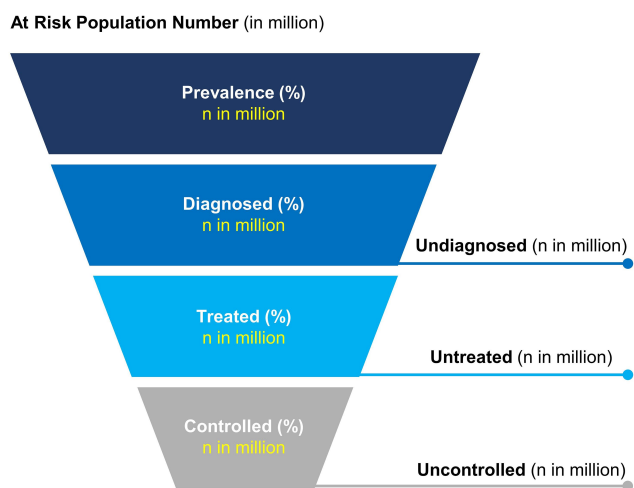 At Risk Population Number (in million)
Prevalence (%)
n in million
Diagnosed (%)
n in million
Undiagnosed (n in million)
Treated (%)
n in million
Untreated (n in million)
Controlled (%)
n in million
Uncontrolled (n in million)